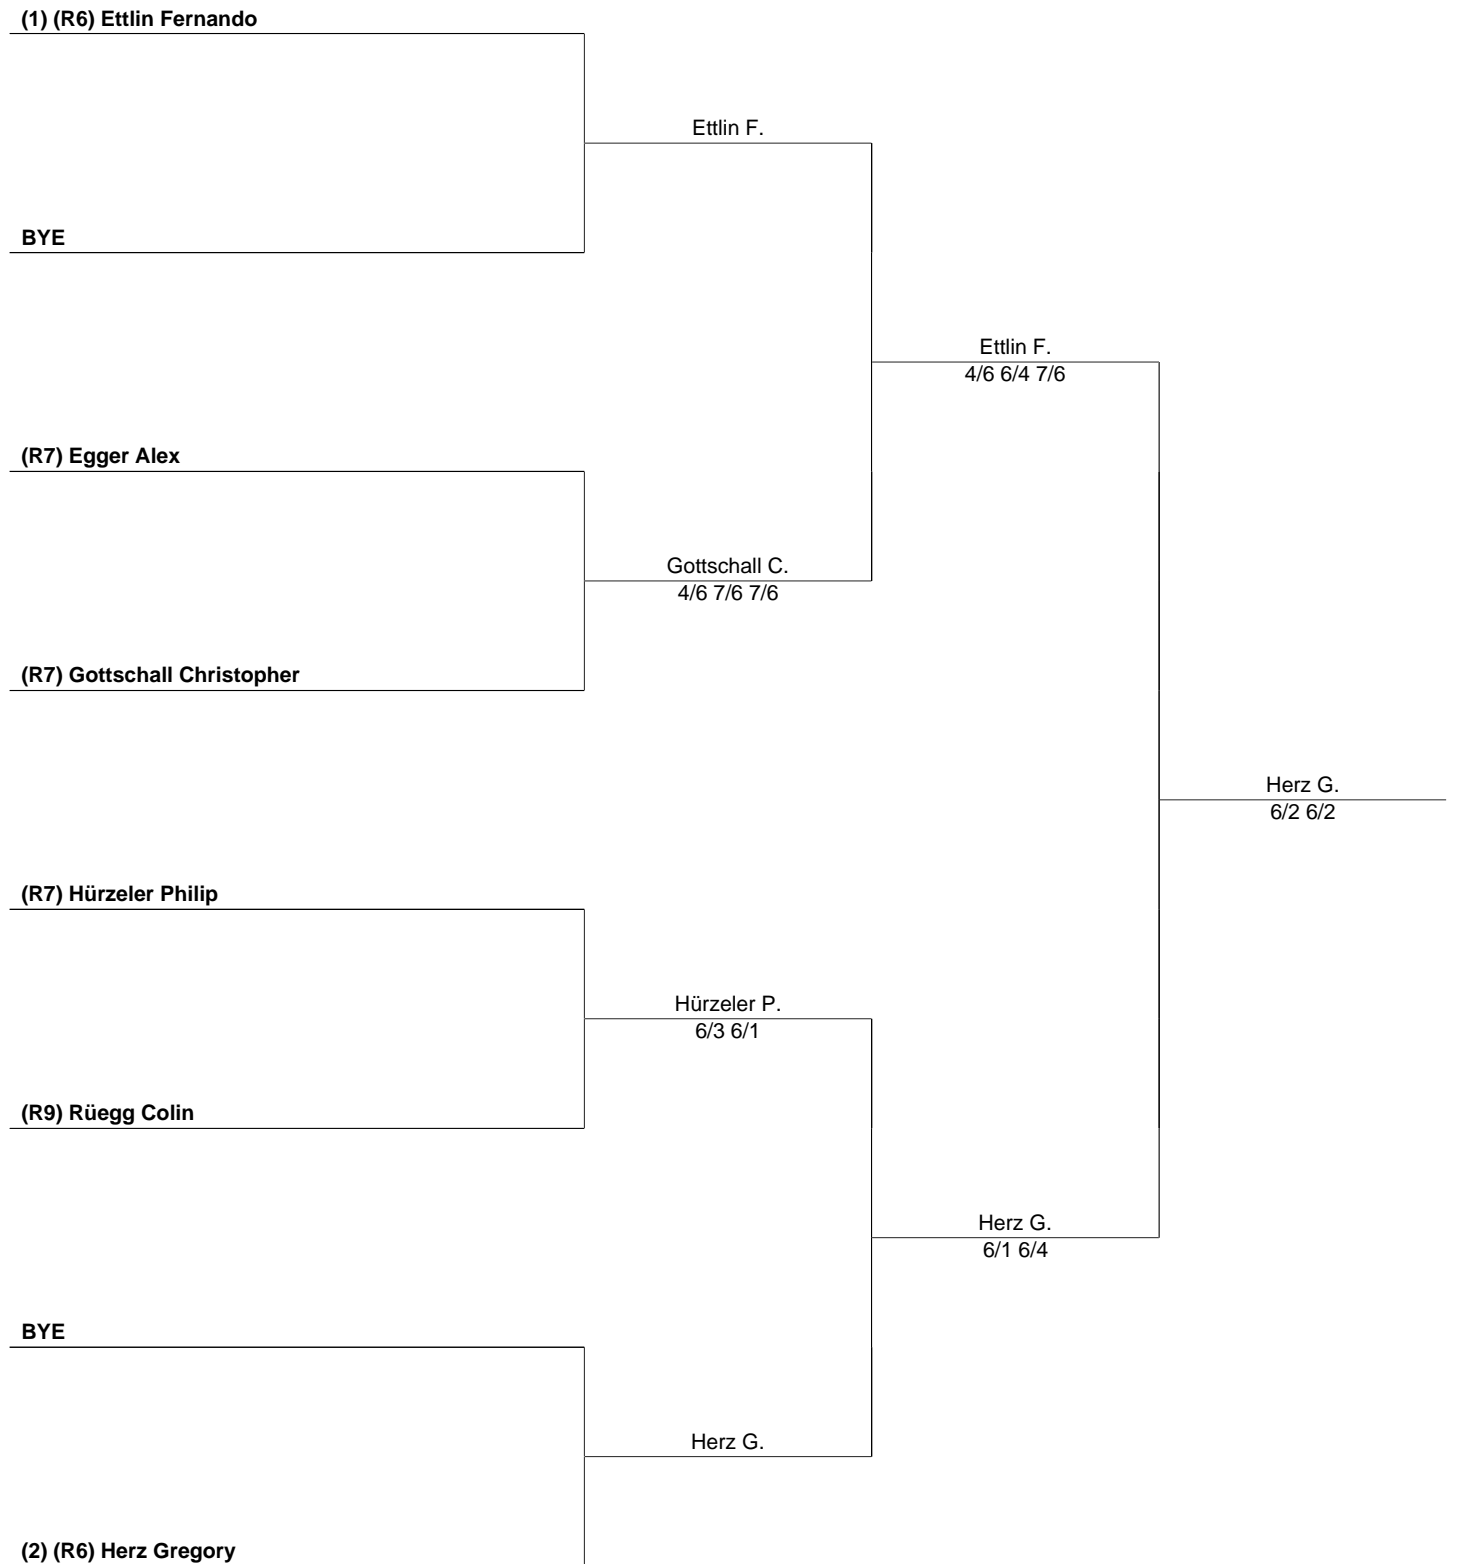 (1) (R6) Ettlin Fernando
Ettlin F.
BYE
Ettlin F.
4/6 6/4 7/6
(R7) Egger Alex
Gottschall C.
4/6 7/6 7/6
(R7) Gottschall Christopher
Herz G.
6/2 6/2
(R7) Hürzeler Philip
Hürzeler P.
6/3 6/1
(R9) Rüegg Colin
Herz G.
6/1 6/4
BYE
Herz G.
(2) (R6) Herz Gregory